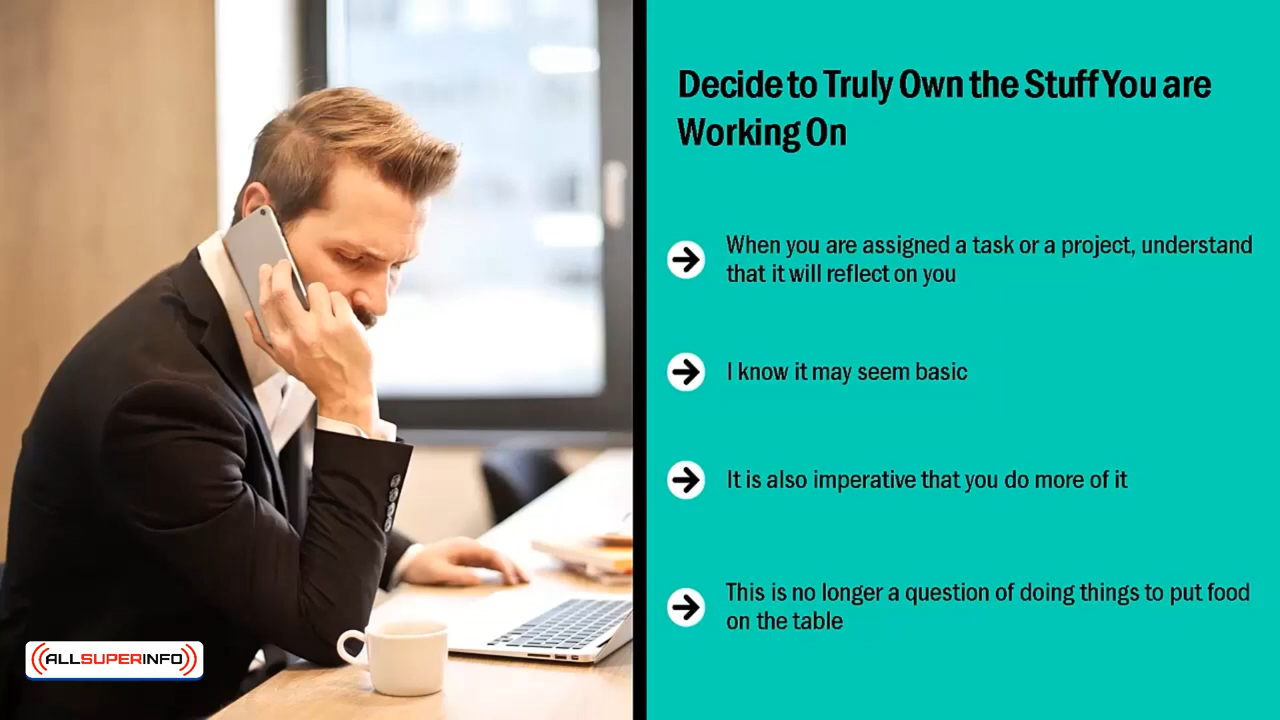 Decide to Truly Own the Stuff You are
Working On
When you are assigned a task or a project, understand
that it will reflect on you
I know it may seem basic
It is also imperative that you do more of it
This is no longer a question of doing things to put food
on the table
((ALLSUPERINFO))